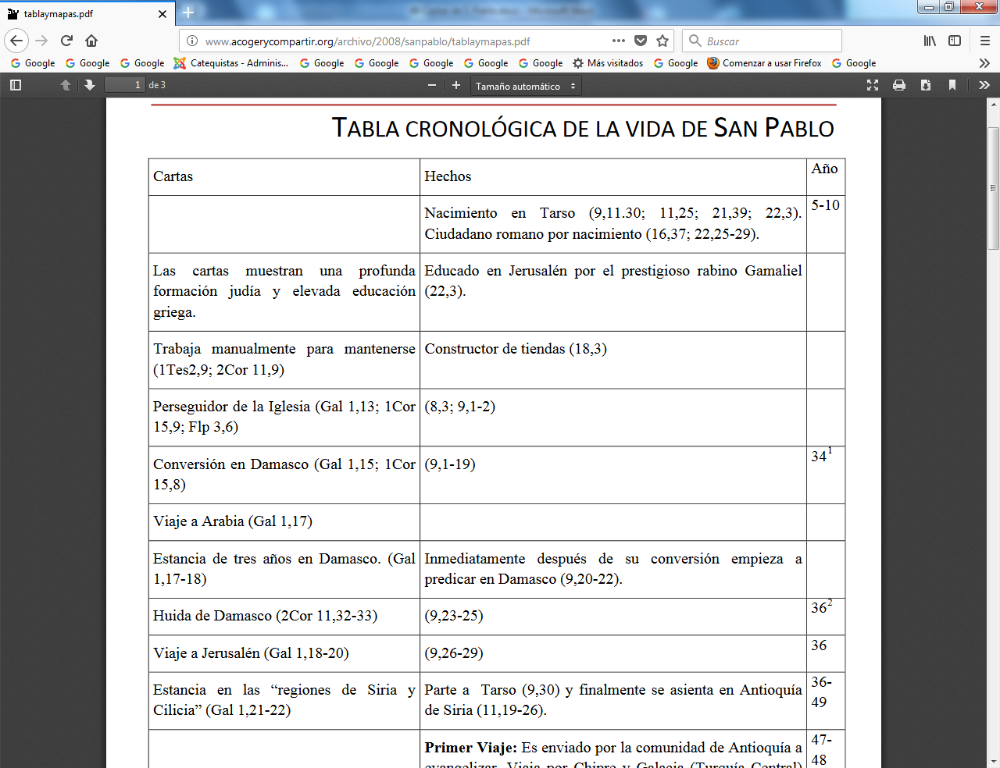 tablaymapas.pdf
www.acogerycompartir.org/archivo/2008/sanpablo/tablaymapas.pdf
Buscar
Google
Google
Google
Catequistas - Adminis...
Google
Google
Google
Google
Google
Más visitados
Google
Comenzar a usar Firefox
Google
1 de 3
Tamaño automático
TABLA CRONOLÓGICA DE LA VIDA DE SAN PABLO
Cartas
Hechos
Año
Nacimiento en Tarso (9,11.30; 11,25; 21,39; 22,3).
Ciudadano romano por nacimiento (16,37; 22,25-29).
5-10
Las cartas muestran una profunda
formación judía y elevada educación
griega.
Educado en Jerusalén por el prestigioso rabino Gamaliel
(22,3).
Trabaja manualmente para mantenerse
(1Tes2,9; 2Cor 11,9)
Constructor de tiendas (18,3)
Perseguidor de la Iglesia (Gal 1,13; 1Cor
15,9; Flp 3,6)
(8,3; 9,1-2)
Conversión en Damasco (Gal 1,15; 1Cor
15,8)
(9,1-19)
34¹
Viaje a Arabia (Gal 1,17)
Estancia de tres años en Damasco. (Gal
1,17-18)
Inmediatamente después de su conversión empieza a
predicar en Damasco (9,20-22).
Huida de Damasco (2Cor 11,32-33)
(9,23-25)
36²
Viaje a Jerusalén (Gal 1,18-20)
(9,26-29)
36
Estancia en las “regiones de Siria y
Cilicia” (Gal 1,21-22)
Parte a Tarso (9,30) y finalmente se asienta en Antioquía
de Siria (11,19-26).
36-
49
Primer Viaje: Es enviado por la comunidad de Antioquía a
evangelizar. Viaja por Chipre y Galacia (Turquía Central)
47-
48